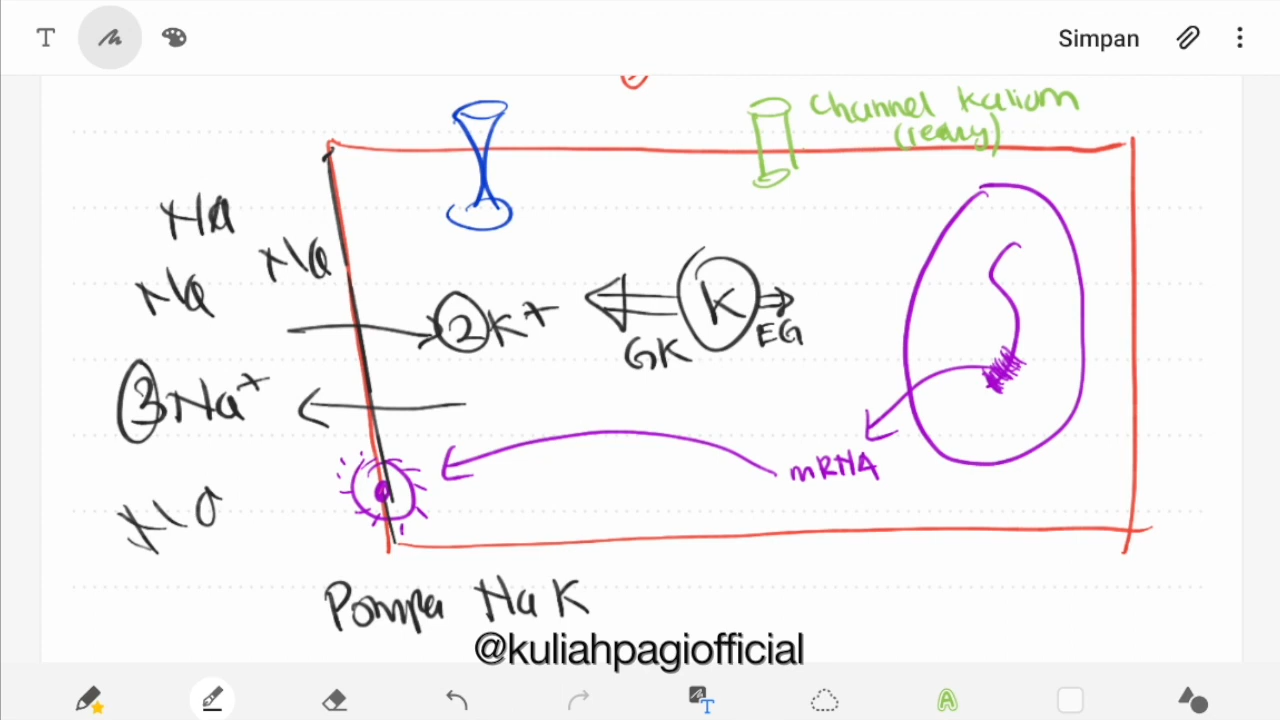 T
Simpan
Channel Kalium
(leaky)
Na
Na
Na
2K+
K
GK
EG
3Na+
mRNA
Na
Pompa Na K
@kuliahpagiofficial
T
A